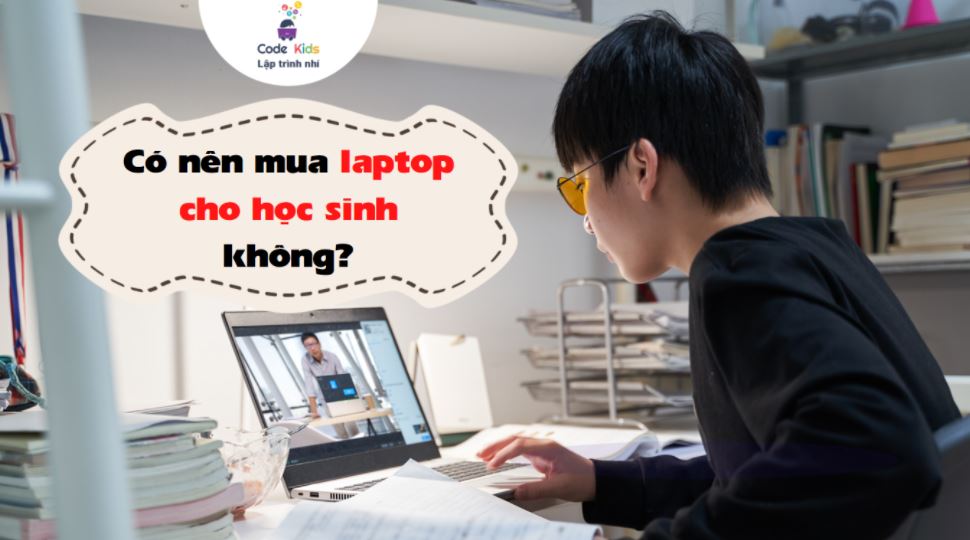 Code Kids
Lập trình nhí
Có nên mua laptop
cho học sinh
không?